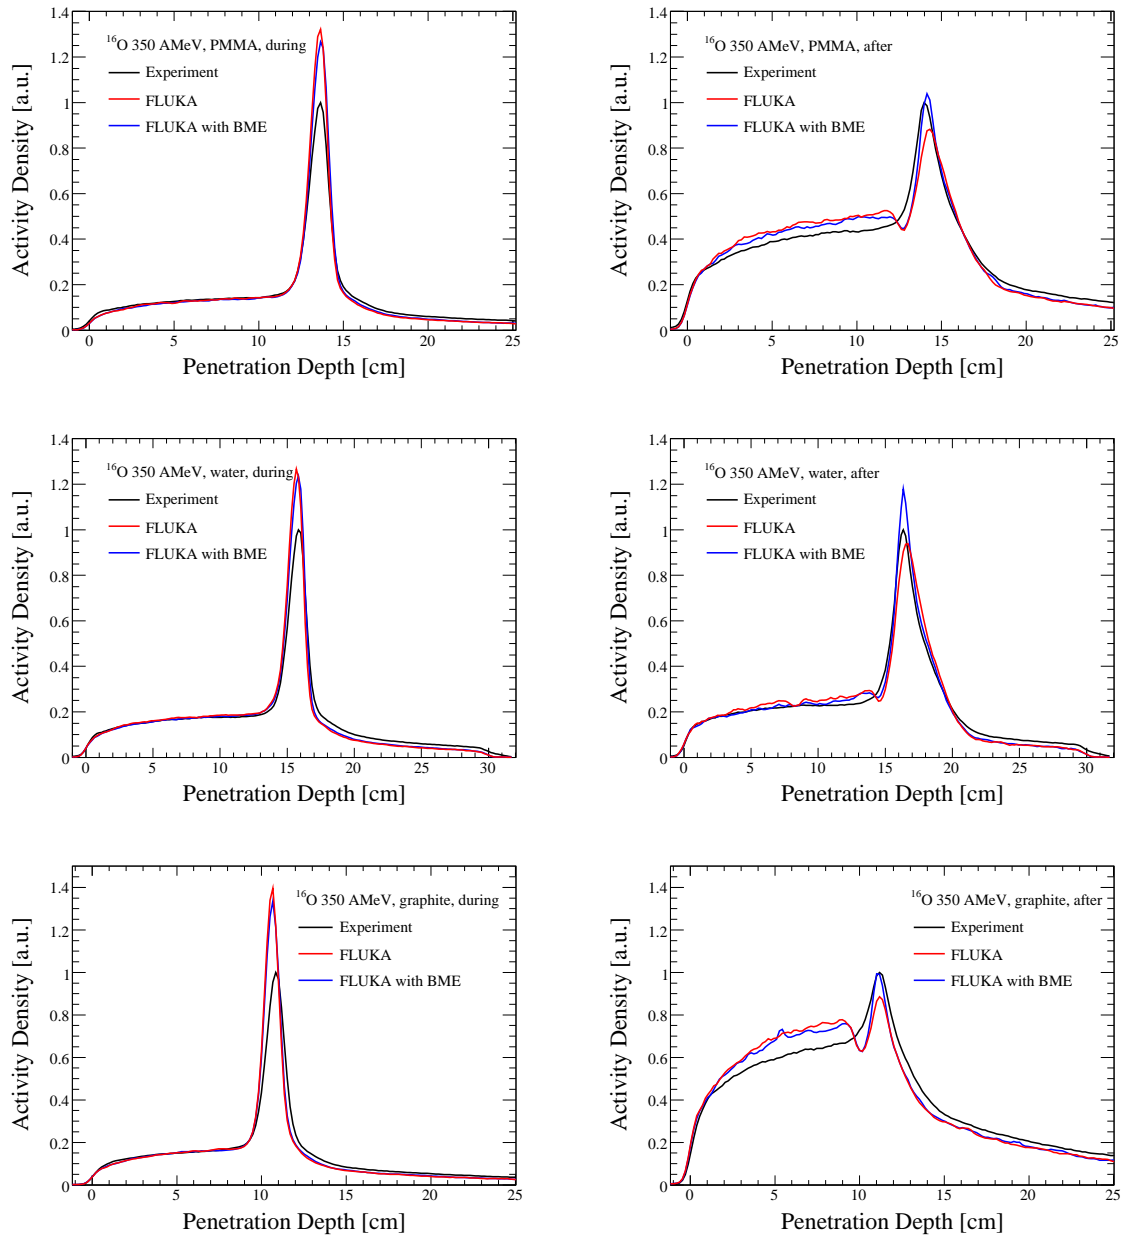 ¹⁶O 350 AMeV, PMMA, during
Experiment
FLUKA
FLUKA with BME
Activity Density [a.u.]
0
0.2
0.4
0.6
0.8
1
1.2
1.4
0 5 10 15 20 25
Penetration Depth [cm]
¹⁶O 350 AMeV, PMMA, after
Experiment
FLUKA
FLUKA with BME
Activity Density [a.u.]
0
0.2
0.4
0.6
0.8
1
1.2
1.4
0 5 10 15 20 25
Penetration Depth [cm]
¹⁶O 350 AMeV, water, during
Experiment
FLUKA
FLUKA with BME
Activity Density [a.u.]
0
0.2
0.4
0.6
0.8
1
1.2
1.4
0 5 10 15 20 25 30
Penetration Depth [cm]
¹⁶O 350 AMeV, water, after
Experiment
FLUKA
FLUKA with BME
Activity Density [a.u.]
0
0.2
0.4
0.6
0.8
1
1.2
1.4
0 5 10 15 20 25 30
Penetration Depth [cm]
¹⁶O 350 AMeV, graphite, during
Experiment
FLUKA
FLUKA with BME
Activity Density [a.u.]
0
0.2
0.4
0.6
0.8
1
1.2
1.4
0 5 10 15 20 25
Penetration Depth [cm]
¹⁶O 350 AMeV, graphite, after
Experiment
FLUKA
FLUKA with BME
Activity Density [a.u.]
0
0.2
0.4
0.6
0.8
1
1.2
1.4
0 5 10 15 20 25
Penetration Depth [cm]